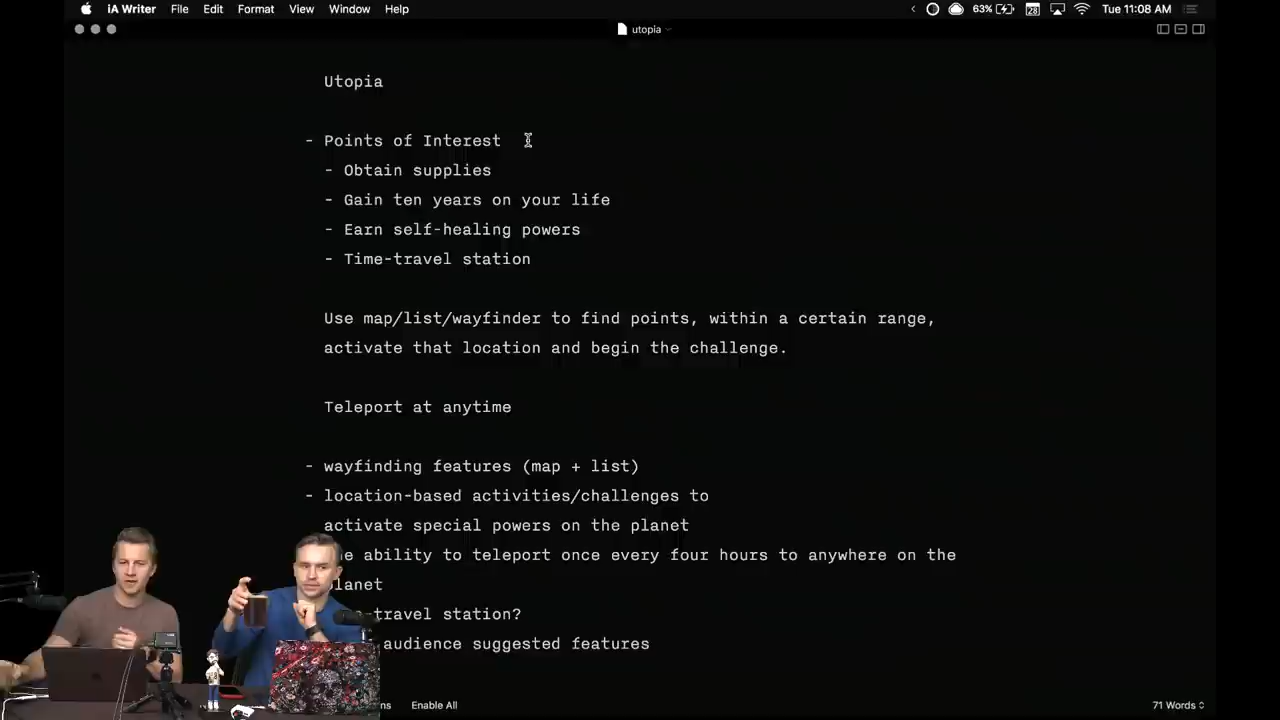 iA Writer File Edit Format View Window Help 63% 28 Tue 11:08 AM
utopia
Utopia
- Points of Interest
- Obtain supplies
- Gain ten years on your life
- Earn self-healing powers
- Time-travel station
Use map/list/wayfinder to find points, within a certain range,
activate that location and begin the challenge.
Teleport at anytime
- wayfinding features (map + list)
- location-based activities/challenges to
activate special powers on the planet
ability to teleport once every four hours to anywhere on the
planet
-travel station?
audience suggested features
Enable All 71 Words